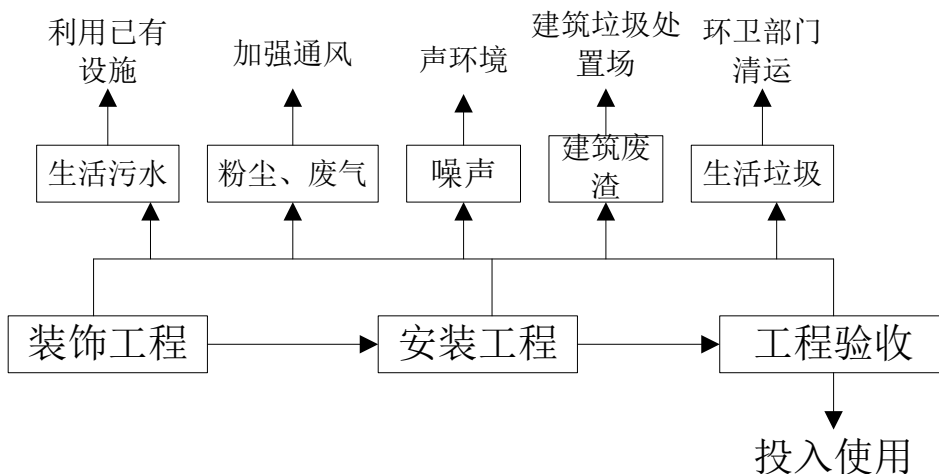 利用已有
设施
加强通风
声环境
建筑垃圾处
置场
环卫部门
清运
生活污水
粉尘、废气
噪声
建筑废
渣
生活垃圾
装饰工程
安装工程
工程验收
投入使用